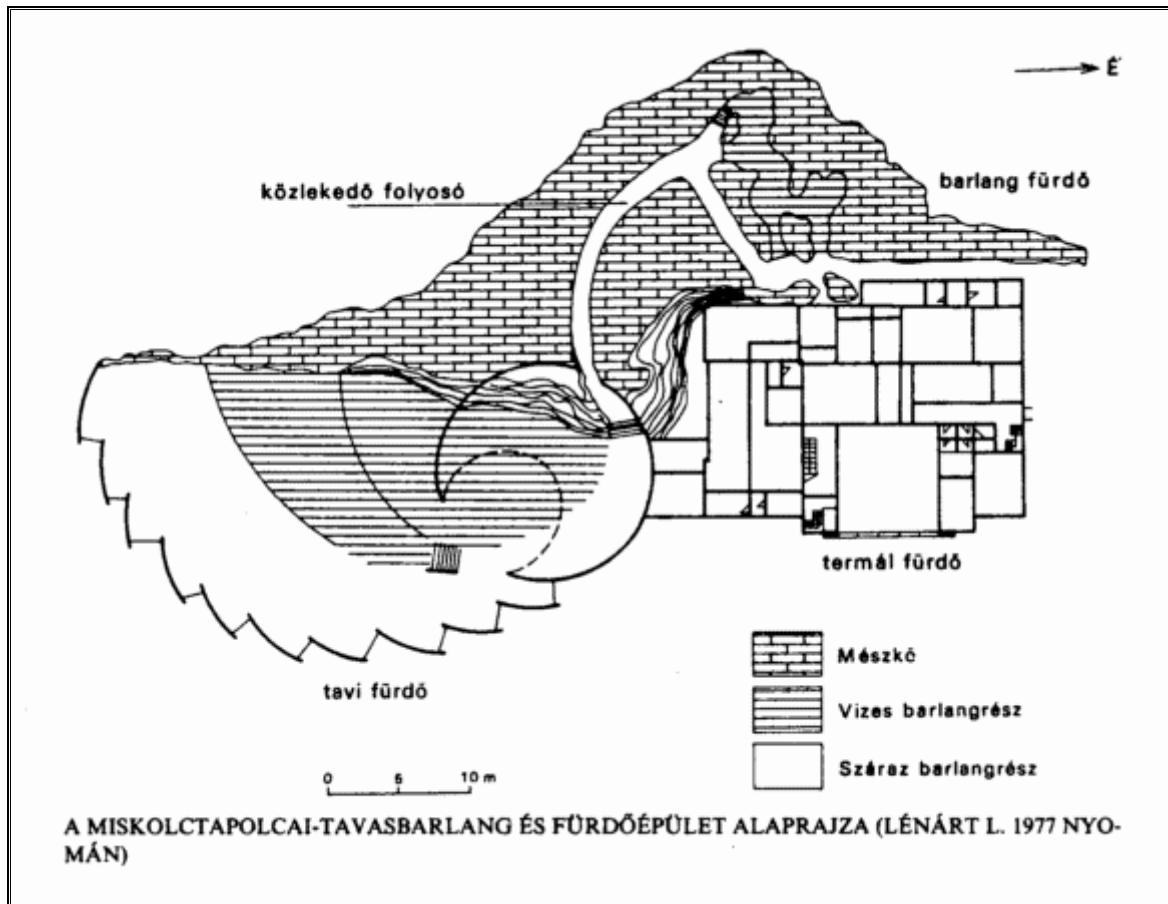 É
közlekedő folyosó
barlang fürdő
termál fürdő
tavi fürdő
Mészkő
Vizes barlangrész
Száraz barlangrész
0 5 10 m
A MISKOLCTAPOLCAI-TAVASBARLANG ÉS FÜRDŐÉPÜLET ALAPRAJZA (LÉNÁRT L. 1977 NYO-
MÁN)